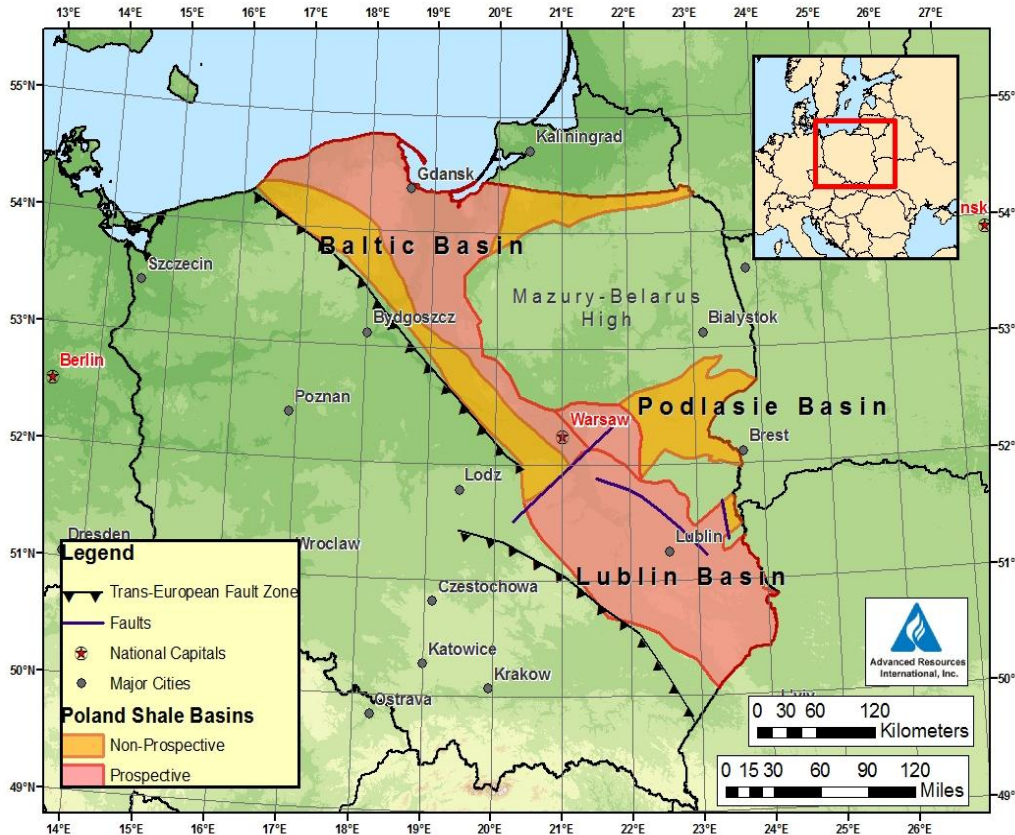 13°E 14°E 15°E 16°E 17°E 18°E 19°E 20°E 21°E 22°E 23°E 24°E 25°E 26°E 27°E
55°N
55°
Kaliningrad
Gdansk
54°N
nsk
54°
Baltic Basin
Szczecin
Mazury-Belarus
High
53°N
Bydgoszcz
Bialystok
53°
Berlin
Poznan
Podlasie Basin
Warsaw
52°N
Brest
52°
Lodz
Dresden
Wroclaw
Lublin
51°N
51°
Lublin Basin
Czestochowa
Katowice
Krakow
50°N
50°
Ostrava
Lviv
49°N
49°
Legend
Trans-European Fault Zone
Faults
National Capitals
Major Cities
Poland Shale Basins
Non-Prospective
Prospective
Advanced Resources
International, Inc.
0 30 60 120
Kilometers
0 15 30 60 90 120
Miles
14°E 15°E 16°E 17°E 18°E 19°E 20°E 21°E 22°E 23°E 24°E 25°E 26°E